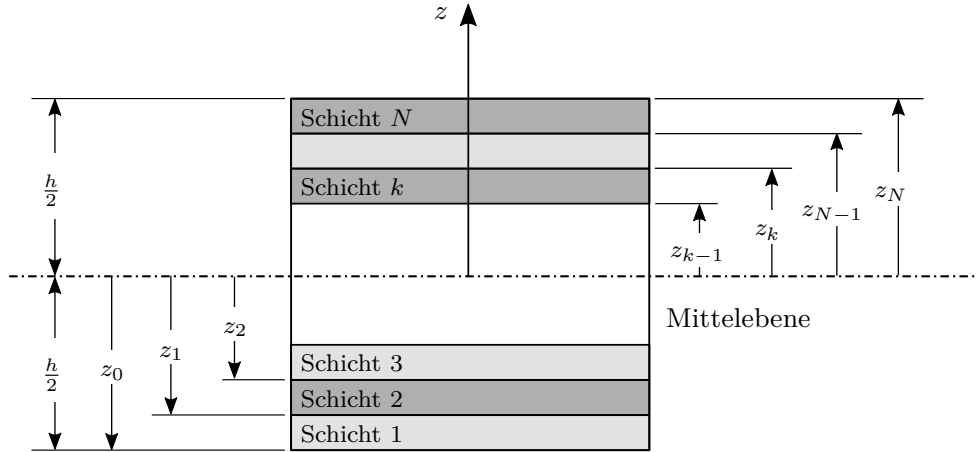 z
Schicht N
Schicht k
h/2
z_N
z_{N−1}
z_k
z_{k−1}
Mittelebene
z_2
z_1
z_0
h/2
Schicht 3
Schicht 2
Schicht 1